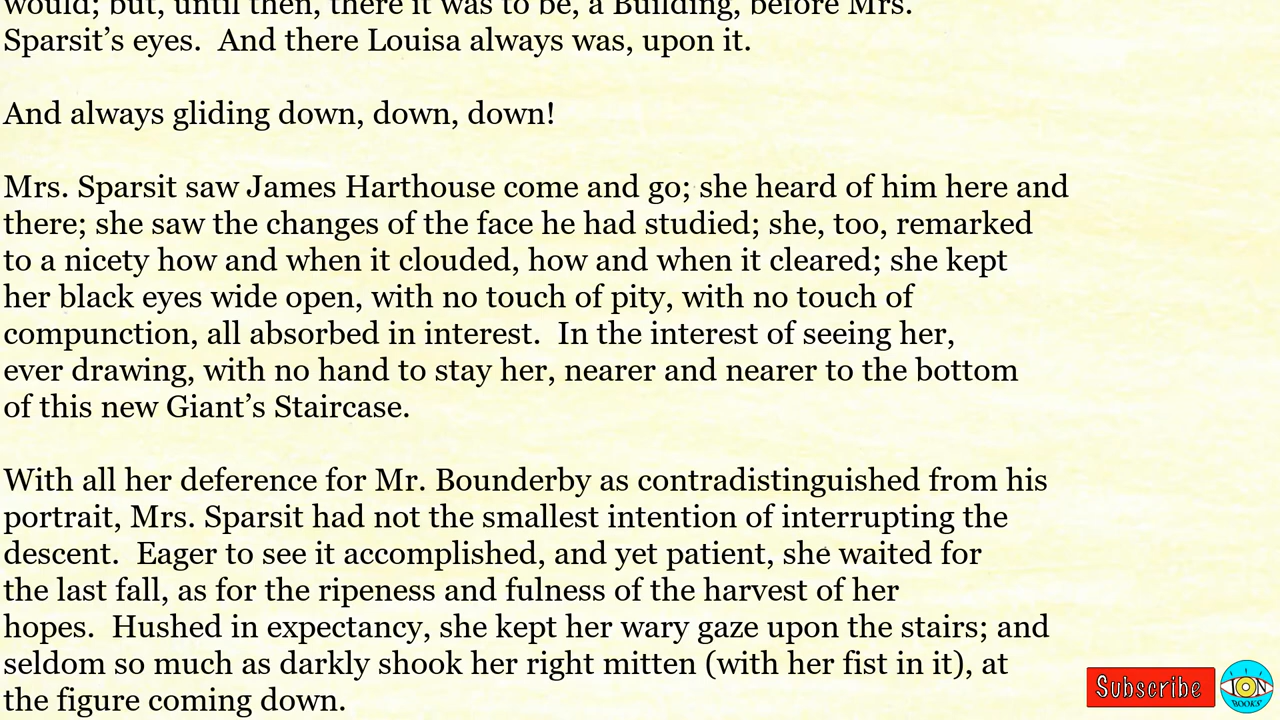 would; but, until then, there it was to be, a Building, before Mrs.
Sparsit’s eyes.  And there Louisa always was, upon it.
And always gliding down, down, down!
Mrs. Sparsit saw James Harthouse come and go; she heard of him here and
there; she saw the changes of the face he had studied; she, too, remarked
to a nicety how and when it clouded, how and when it cleared; she kept
her black eyes wide open, with no touch of pity, with no touch of
compunction, all absorbed in interest.  In the interest of seeing her,
ever drawing, with no hand to stay her, nearer and nearer to the bottom
of this new Giant’s Staircase.
With all her deference for Mr. Bounderby as contradistinguished from his
portrait, Mrs. Sparsit had not the smallest intention of interrupting the
descent.  Eager to see it accomplished, and yet patient, she waited for
the last fall, as for the ripeness and fulness of the harvest of her
hopes.  Hushed in expectancy, she kept her wary gaze upon the stairs; and
seldom so much as darkly shook her right mitten (with her fist in it), at
the figure coming down.
Subscribe
ION
BOOKS